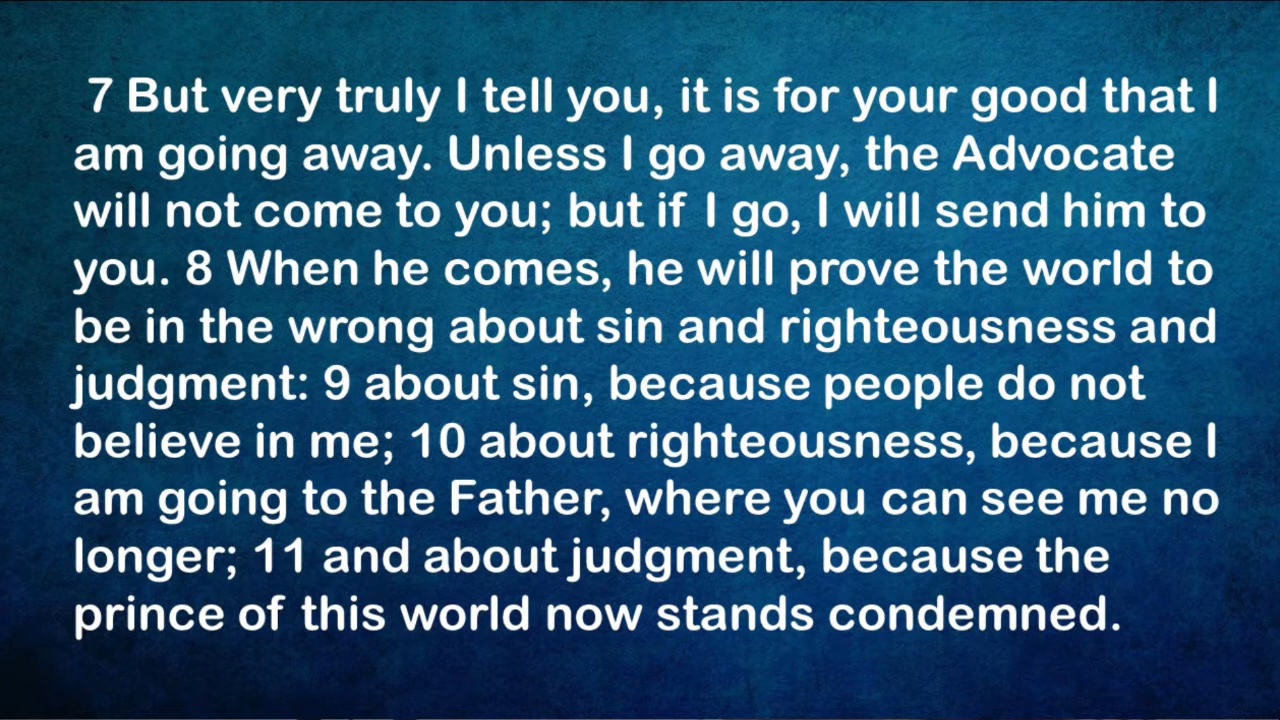 7 But very truly I tell you, it is for your good that I
am going away. Unless I go away, the Advocate
will not come to you; but if I go, I will send him to
you. 8 When he comes, he will prove the world to
be in the wrong about sin and righteousness and
judgment: 9 about sin, because people do not
believe in me; 10 about righteousness, because I
am going to the Father, where you can see me no
longer; 11 and about judgment, because the
prince of this world now stands condemned.